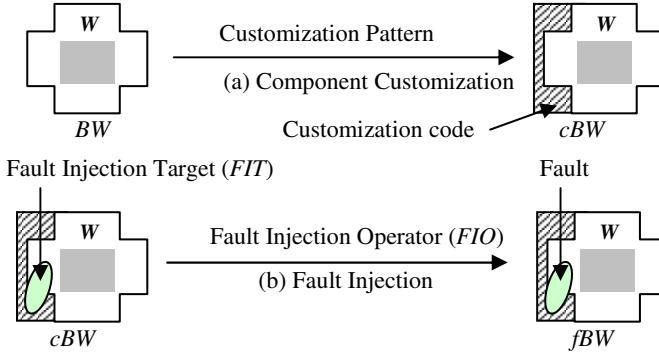 W
Customization Pattern
W
(a) Component Customization
BW
Customization code
cBW
Fault Injection Target (FIT)
Fault
W
Fault Injection Operator (FIO)
W
(b) Fault Injection
cBW
fBW